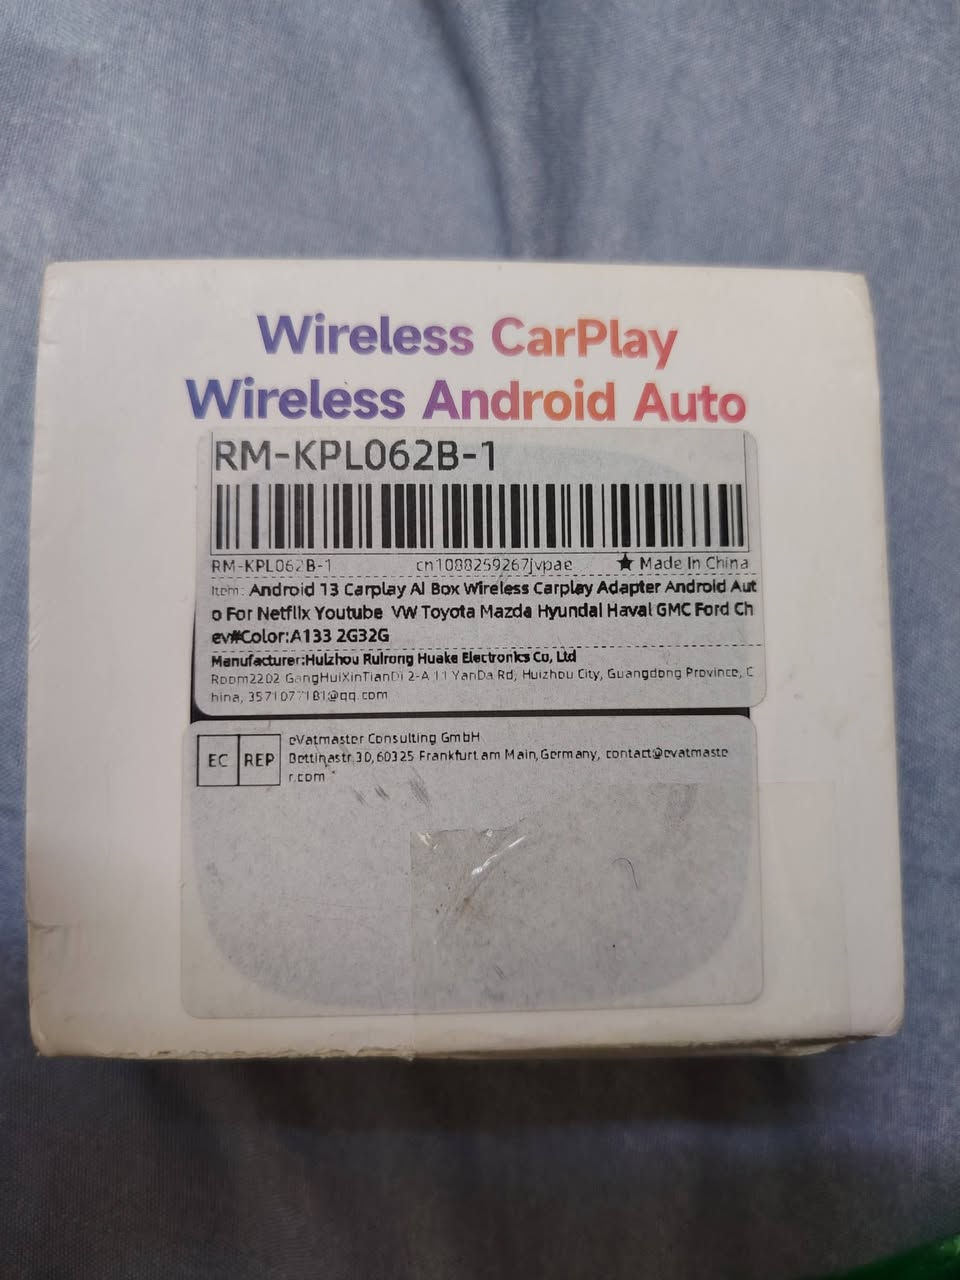 Wireless CarPlay
Wireless Android Auto
RM-KPL062B-1
RM-KPL062B-1 cn1088259267jvpae ★ Made In China
Item: Android 13 Carplay AI Box Wireless Carplay Adapter Android Aut
o For Netflix Youtube VW Toyota Mazda Hyundai Haval GMC Ford Ch
ev#Color:A133 2G32G
Manufacturer:Huizhou Ruirong Huake Electronics Co, Ltd
Room2202 GangHuiXinTianDi 2-A 11 YanDa Rd, Huizhou City, Guangdong Province, C
hina, 3571077181@qq.com
EC REP
eVatmaster Consulting GmbH
Bettinastr.30,60325 Frankfurt am Main,Germany, contact@evatmaste
r.com